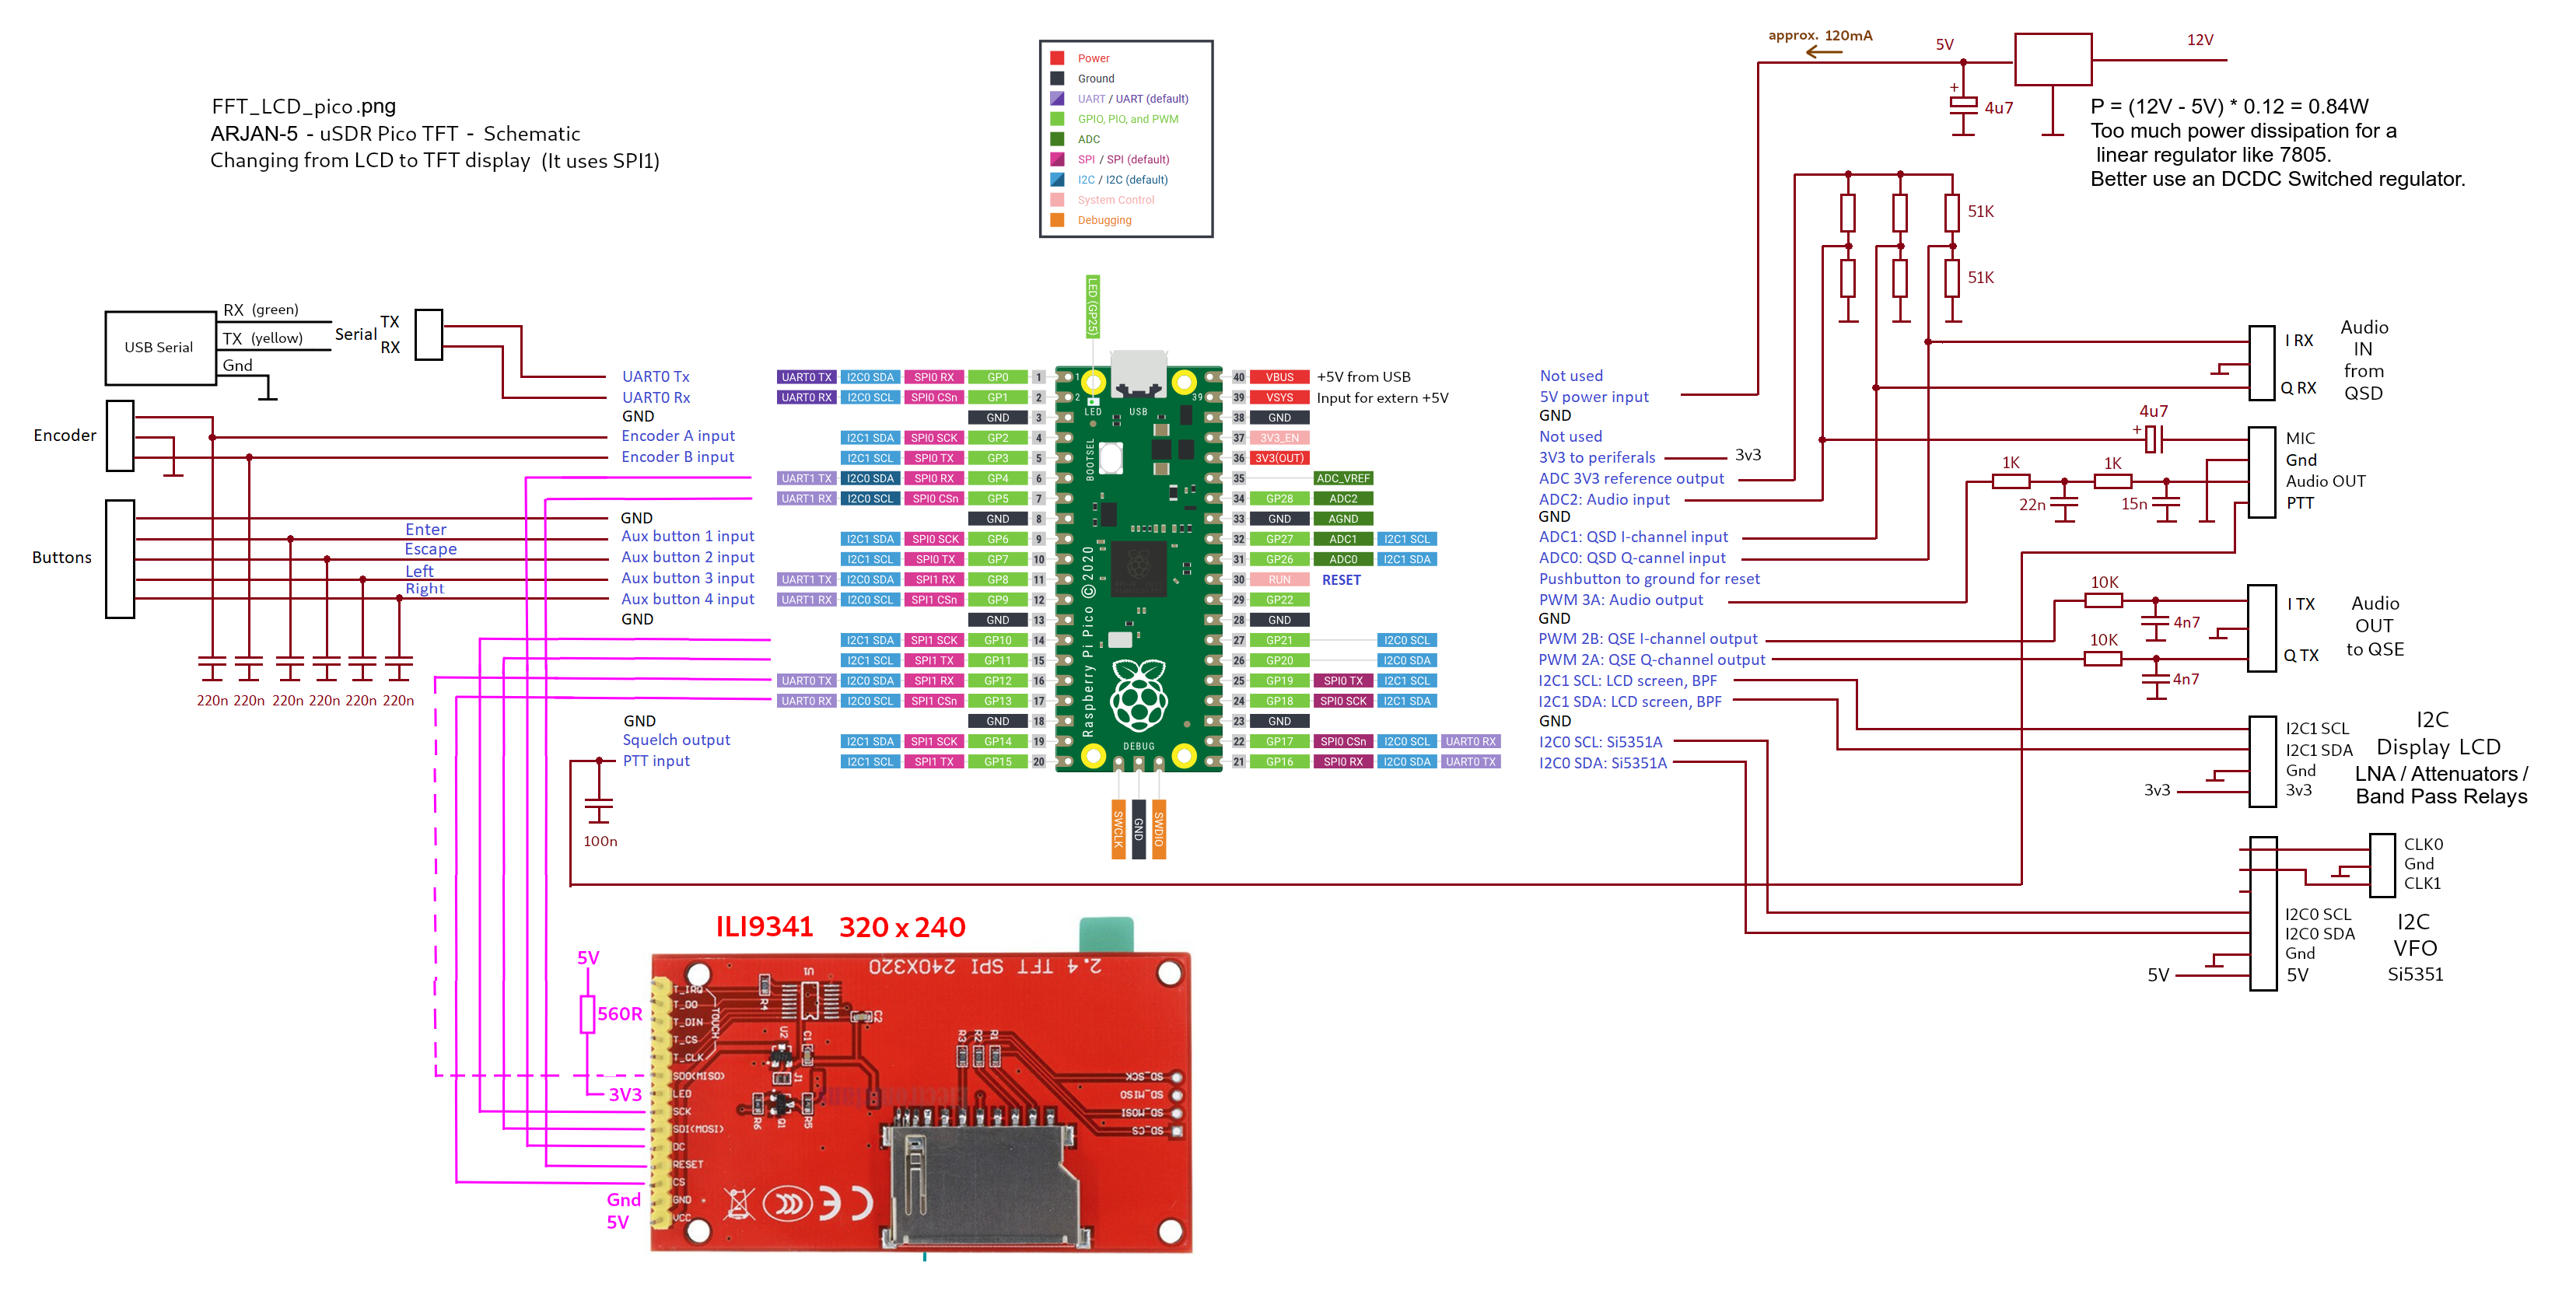 FFT_LCD_pico.png
ARJAN-5 - uSDR Pico TFT - Schematic
Changing from LCD to TFT display (It uses SPI1)
Power
Ground
UART / UART (default)
GPIO, PIO, and PWM
ADC
SPI / SPI (default)
I2C / I2C (default)
System Control
Debugging
approx. 120mA
5V
12V
+
4u7
P = (12V - 5V) * 0.12 = 0.84W
Too much power dissipation for a
linear regulator like 7805.
Better use an DCDC Switched regulator.
51K
51K
USB Serial
RX (green)
TX (yellow)
Gnd
Serial
TX
RX
Encoder
Buttons
Enter
Escape
Left
Right
220n 220n 220n 220n 220n 220n
LED (GP25)
UART0 Tx UART0 TX I2C0 SDA SPI0 RX GP0 1
UART0 Rx UART0 RX I2C0 SCL SPI0 CSn GP1 2
GND GND 3
Encoder A input I2C1 SDA SPI0 SCK GP2 4
Encoder B input I2C1 SCL SPI0 TX GP3 5
UART1 TX I2C0 SDA SPI0 RX GP4 6
UART1 RX I2C0 SCL SPI0 CSn GP5 7
GND GND 8
Aux button 1 input I2C1 SDA SPI0 SCK GP6 9
Aux button 2 input I2C1 SCL SPI0 TX GP7 10
Aux button 3 input UART1 TX I2C0 SDA SPI1 RX GP8 11
Aux button 4 input UART1 RX I2C0 SCL SPI1 CSn GP9 12
GND GND 13
I2C1 SDA SPI1 SCK GP10 14
I2C1 SCL SPI1 TX GP11 15
UART0 TX I2C0 SDA SPI1 RX GP12 16
UART0 RX I2C0 SCL SPI1 CSn GP13 17
GND GND 18
Squelch output I2C1 SDA SPI1 SCK GP14 19
PTT input I2C1 SCL SPI1 TX GP15 20
100n
1
2
39
LED
USB
BOOTSEL
Raspberry Pi Pico ©2020
DEBUG
SWCLK
GND
SWDIO
40 VBUS +5V from USB Not used
39 VSYS Input for extern +5V 5V power input
38 GND GND
37 3V3_EN Not used
36 3V3(OUT) 3V3 to periferals 3v3
35 ADC_VREF ADC 3V3 reference output
34 GP28 ADC2 ADC2: Audio input
33 GND AGND GND
32 GP27 ADC1 I2C1 SCL ADC1: QSD I-channel input
31 GP26 ADC0 I2C1 SDA ADC0: QSD Q-cannel input
30 RUN RESET Pushbutton to ground for reset
29 GP22 PWM 3A: Audio output
28 GND GND
27 GP21 I2C0 SCL PWM 2B: QSE I-channel output
26 GP20 I2C0 SDA PWM 2A: QSE Q-channel output
25 GP19 SPI0 TX I2C1 SCL I2C1 SCL: LCD screen, BPF
24 GP18 SPI0 SCK I2C1 SDA I2C1 SDA: LCD screen, BPF
23 GND GND
22 GP17 SPI0 CSn I2C0 SCL UART0 RX I2C0 SCL: Si5351A
21 GP16 SPI0 RX I2C0 SDA UART0 TX I2C0 SDA: Si5351A
I RX
Q RX
Audio
IN
from
QSD
4u7
+
MIC
Gnd
Audio OUT
PTT
1K
1K
22n
15n
10K
4n7
10K
4n7
I TX
Q TX
Audio
OUT
to QSE
I2C1 SCL
I2C1 SDA
Gnd
3v3
3v3
I2C
Display LCD
LNA / Attenuators /
Band Pass Relays
CLK0
Gnd
CLK1
I2C0 SCL
I2C0 SDA
Gnd
5V
5V
I2C
VFO
Si5351
ILI9341 320 x 240
5V
560R
3V3
Gnd
5V
2.4 TFT SPI 240X320
T_IRQ
T_DO
T_DIN
T_CS
T_CLK
TOUCH
SDO(MISO)
LED
SCK
SDI(MOSI)
DC
RESET
CS
GND
VCC
R4
U1
C2
U2
C1
J1
R6
Q1
R5
R3
R2
R1
SD_SCK
SD_MISO
SD_MOSI
SD_CS
CE